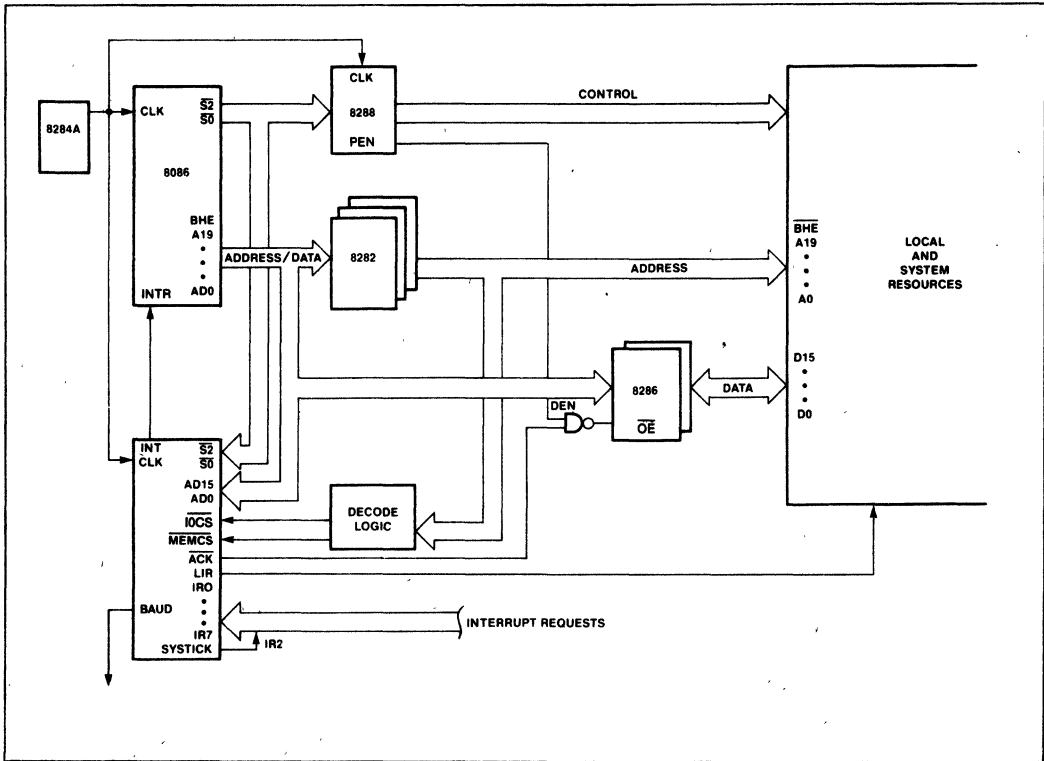 8284A
CLK
S2
S0
8086
BHE
A19
AD0
INTR
CLK
8288
PEN
CONTROL
ADDRESS/DATA
8282
ADDRESS
BHE
A19
A0
D15
D0
LOCAL
AND
SYSTEM
RESOURCES
8286
OE
DATA
DEN
INT
CLK
S2
S0
AD15
AD0
IOCS
MEMCS
ACK
LIR
IRO
BAUD
IR7
SYSTICK
DECODE
LOGIC
IR2
INTERRUPT REQUESTS